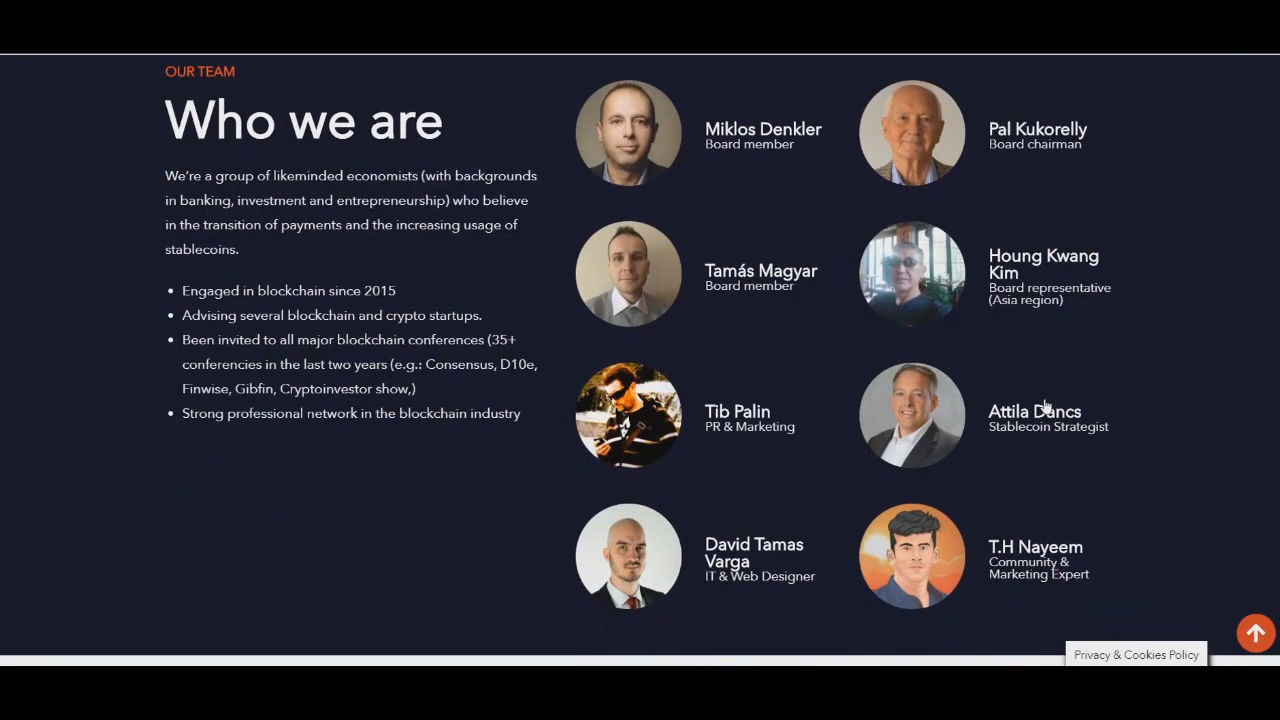 OUR TEAM
Who we are
We're a group of likeminded economists (with backgrounds
in banking, investment and entrepreneurship) who believe
in the transition of payments and the increasing usage of
stablecoins.
Engaged in blockchain since 2015
Advising several blockchain and crypto startups.
Been invited to all major blockchain conferences (35+
conferencies in the last two years (e.g.: Consensus, D10e,
Finwise, Gibfin, Cryptoinvestor show,)
Strong professional network in the blockchain industry
Miklos Denkler
Board member
Pal Kukorelly
Board chairman
Tamás Magyar
Board member
Houng Kwang
Kim
Board representative
(Asia region)
Tib Palin
PR & Marketing
Attila Dancs
Stablecoin Strategist
David Tamas
Varga
IT & Web Designer
T.H Nayeem
Community &
Marketing Expert
Privacy & Cookies Policy